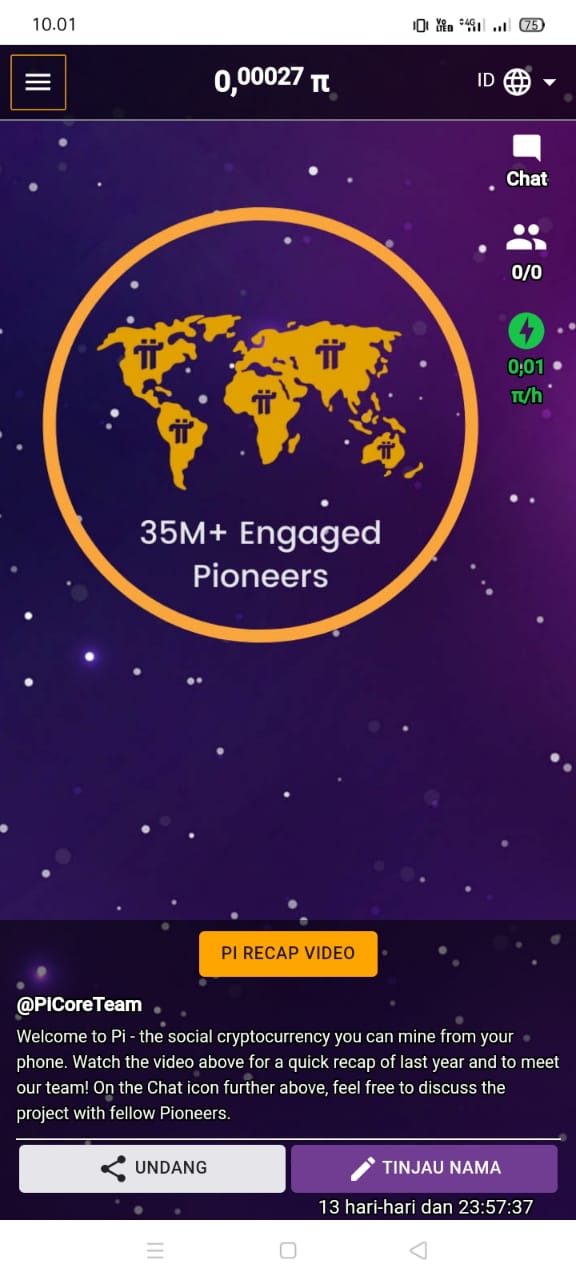 10.01
Vo LTED 4G 75
0,00027 π
ID
Chat
0/0
0,01
π/h
35M+ Engaged
Pioneers
PI RECAP VIDEO
@PiCoreTeam
Welcome to Pi - the social cryptocurrency you can mine from your
phone. Watch the video above for a quick recap of last year and to meet
our team! On the Chat icon further above, feel free to discuss the
project with fellow Pioneers.
UNDANG
TINJAU NAMA
13 hari-hari dan 23:57:37